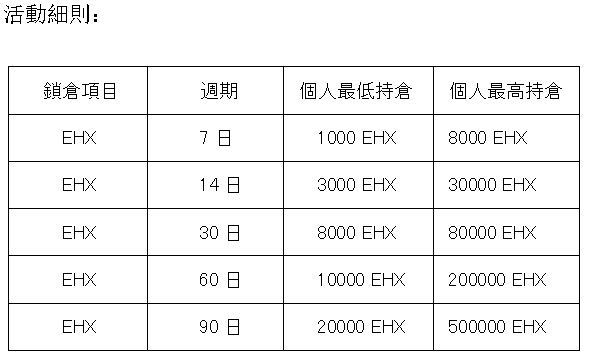 活動細則：
鎖倉項目 週期 個人最低持倉 個人最高持倉
EHX 7 日 1000 EHX 8000 EHX
EHX 14 日 3000 EHX 30000 EHX
EHX 30 日 8000 EHX 80000 EHX
EHX 60 日 10000 EHX 200000 EHX
EHX 90 日 20000 EHX 500000 EHX